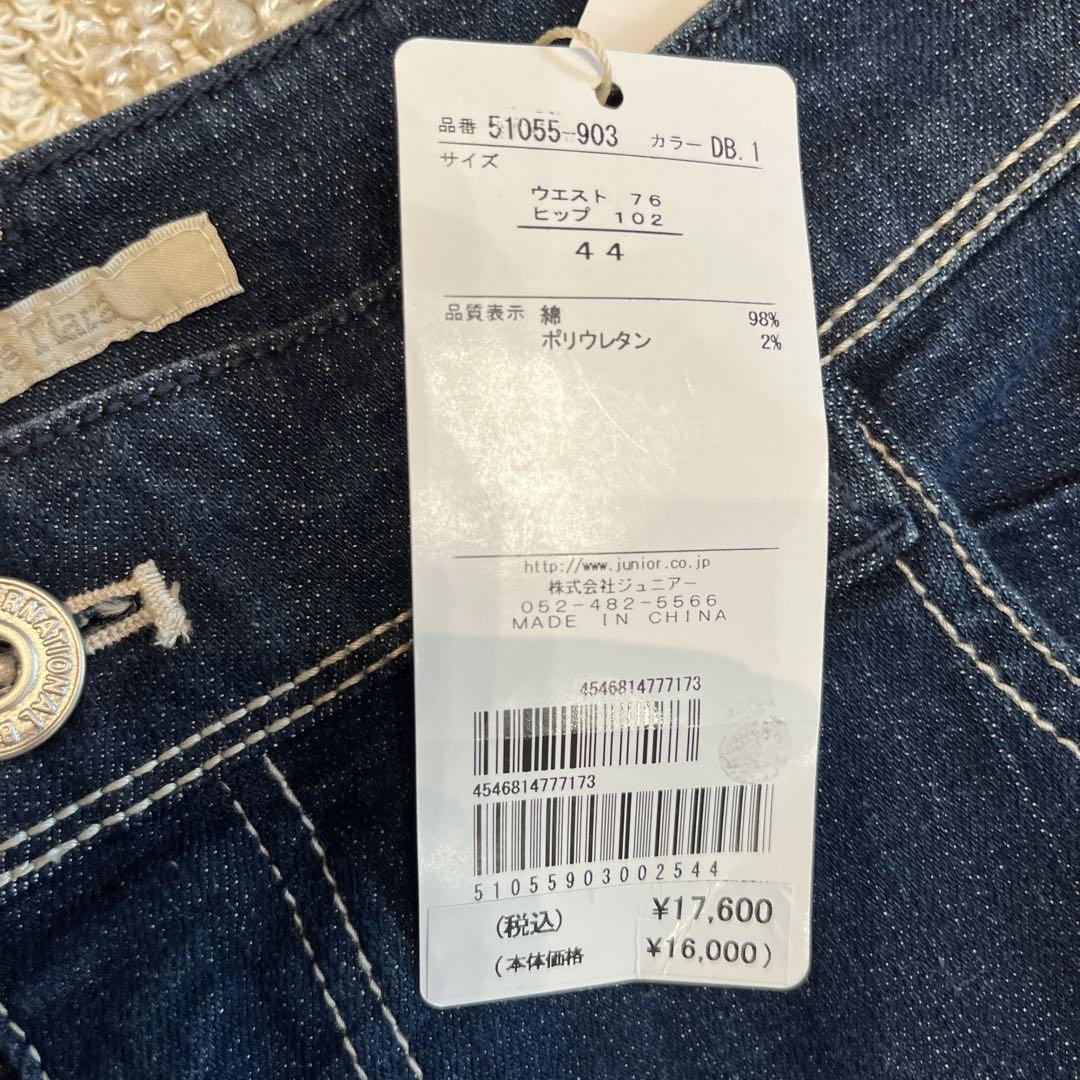 品番 51055-903 カラー DB.1
サイズ
ウエスト 76
ヒップ 102
44
品質表示 綿 98%
ポリウレタン 2%
http://www.junior.co.jp
株式会社ジュニアー
052-482-5566
MADE IN CHINA
4546814777173
4546814777173
51055903002544
(税込) ¥17,600
(本体価格 ¥16,000)